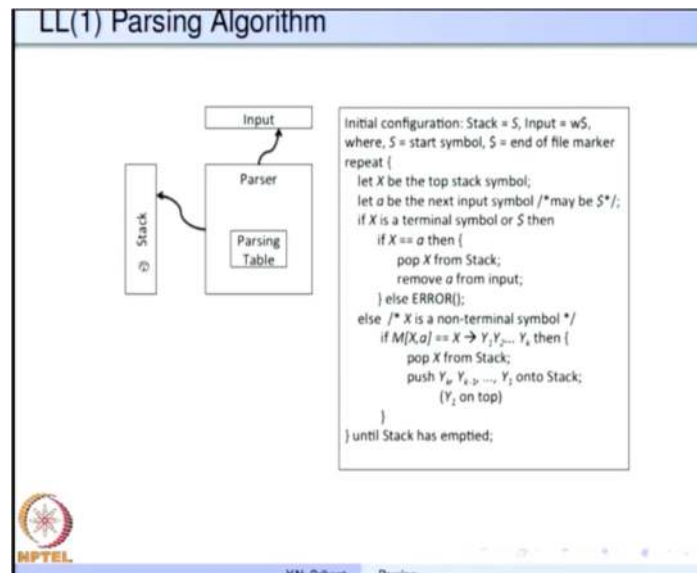 LL(1) Parsing Algorithm
Input
Parser
Stack
Parsing
Table
Initial configuration: Stack = S, Input = w$,
where, S = start symbol, $ = end of file marker
repeat {
let X be the top stack symbol;
let a be the next input symbol /*may be $*/;
if X is a terminal symbol or $ then
if X == a then {
pop X from Stack;
remove a from input;
} else ERROR();
else /* X is a non-terminal symbol */
if M[X,a] == X → Y₁Y₂... Yₖ then {
pop X from Stack;
push Yₖ, Yₖ₋₁, ..., Y₁ onto Stack;
(Y₁ on top)
}
} until Stack has emptied;
NPTEL
Parsing